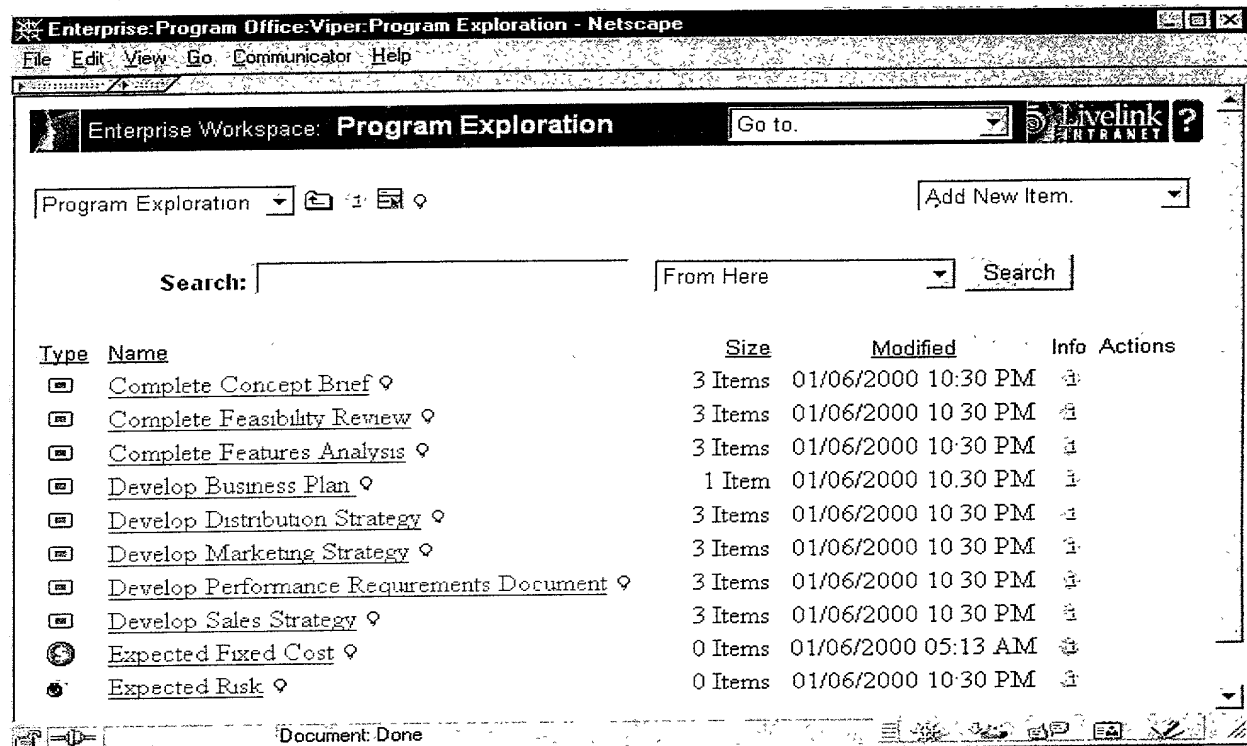 Enterprise:Program Office:Viper:Program Exploration - Netscape
File Edit View Go Communicator Help
Enterprise Workspace: Program Exploration Go to. Livelink INTRANET ?
Program Exploration Add New Item.
Search: From Here Search
Type Name Size Modified Info Actions
Complete Concept Brief 3 Items 01/06/2000 10:30 PM
Complete Feasibility Review 3 Items 01/06/2000 10 30 PM
Complete Features Analysis 3 Items 01/06/2000 10:30 PM
Develop Business Plan 1 Item 01/06/2000 10.30 PM
Develop Distribution Strategy 3 Items 01/06/2000 10 30 PM
Develop Marketing Strategy 3 Items 01/06/2000 10 30 PM
Develop Performance Requirements Document 3 Items 01/06/2000 10 30 PM
Develop Sales Strategy 3 Items 01/06/2000 10 30 PM
Expected Fixed Cost 0 Items 01/06/2000 05:13 AM
Expected Risk 0 Items 01/06/2000 10:30 PM
Document: Done